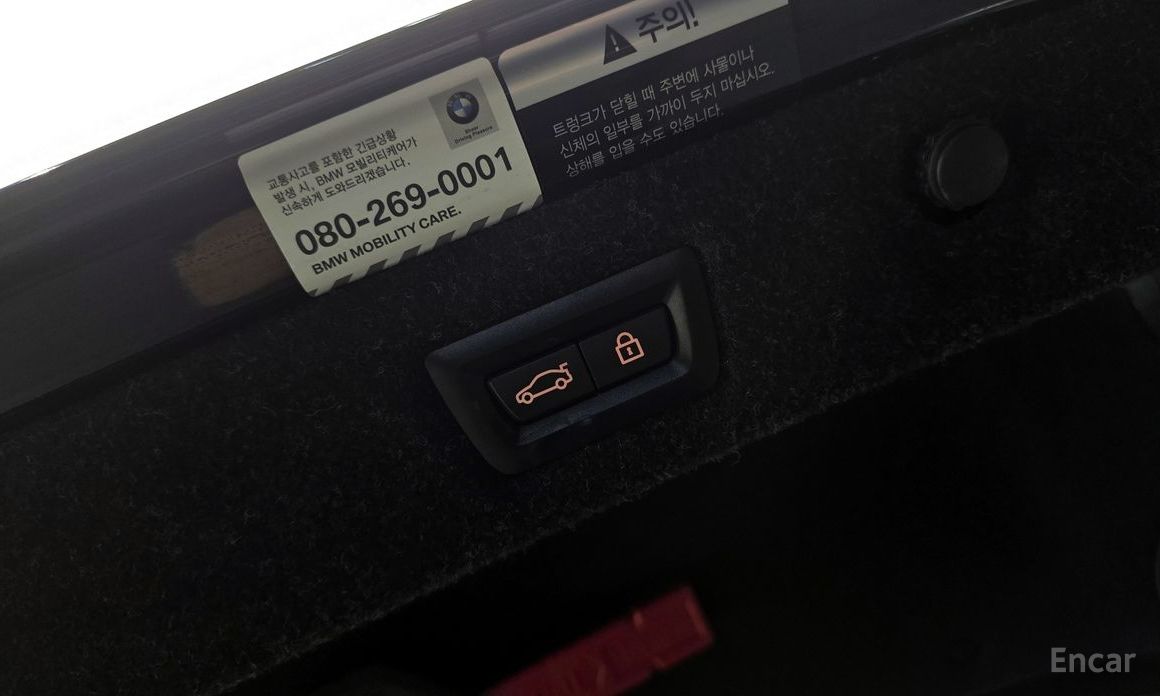 교통사고를 포함한 긴급상황
발생 시, BMW 모빌리티케어가
신속하게 도와드리겠습니다.
080-269-0001
BMW MOBILITY CARE.
Sheer
Driving Pleasure
주의!
트렁크가 닫힐 때 주변에 사물이나
신체의 일부를 가까이 두지 마십시오.
상해를 입을 수도 있습니다.
Encar